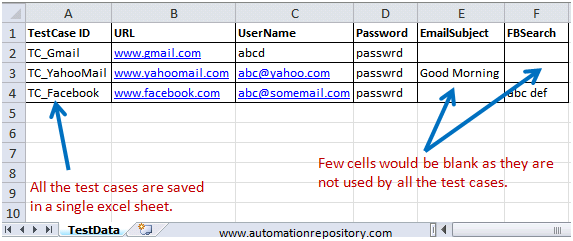 A B C D E F
1 TestCase ID URL UserName Password EmailSubject FBSearch
2 TC_Gmail www.gmail.com abcd passwrd
3 TC_YahooMail www.yahoomail.com abc@yahoo.com passwrd Good Morning
4 TC_Facebook www.facebook.com abc@somemail.com passwrd abc def
5
6
7
8
9
10
All the test cases are saved
in a single excel sheet.
Few cells would be blank as they are
not used by all the test cases.
TestData
www.automationrepository.com